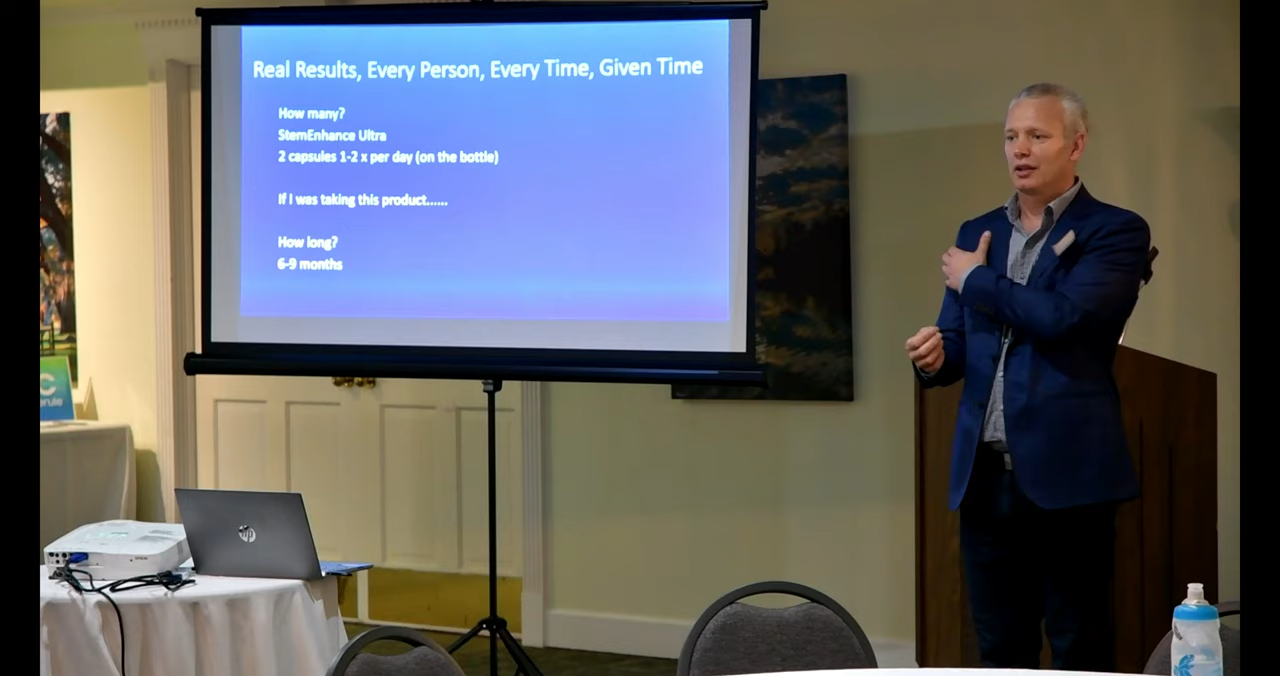 Real Results, Every Person, Every Time, Given Time
How many?
StemEnhance Ultra
2 capsules 1-2 x per day (on the bottle)
If I was taking this product......
How long?
6-9 months
hp